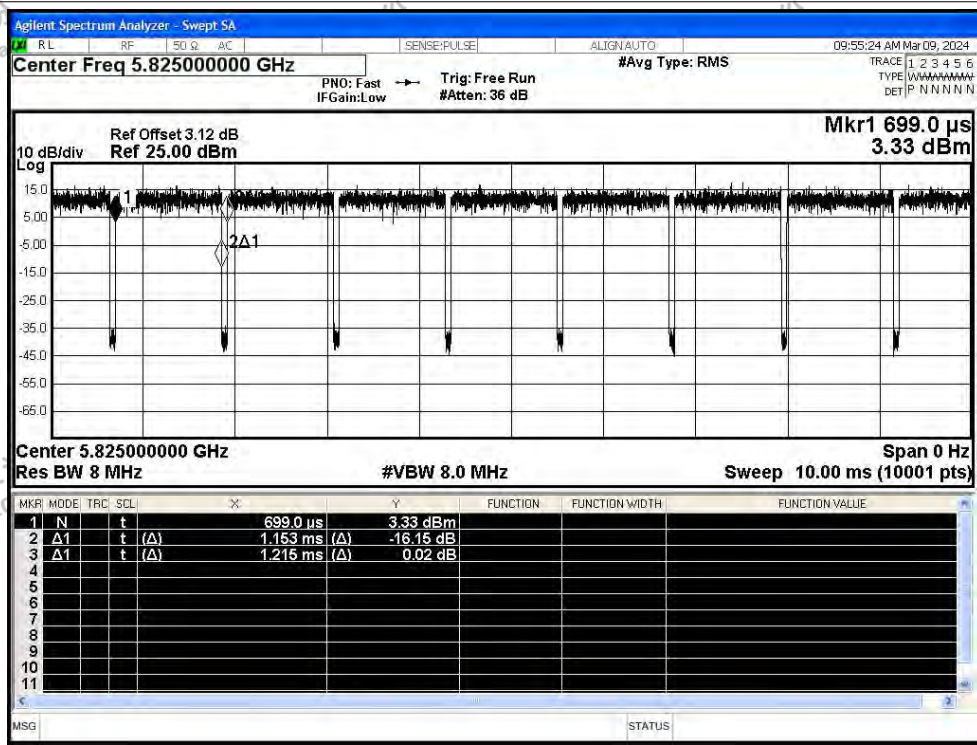 Agilent Spectrum Analyzer - Swept SA
RL RF 50 Ω AC SENSE:PULSE ALIGN AUTO 09:55:24 AM Mar 09, 2024
Center Freq 5.825000000 GHz #Avg Type: RMS TRACE 1 2 3 4 5 6
PNO: Fast Trig: Free Run TYPE WWWWWW
IFGain:Low #Atten: 36 dB DET P N N N N N
Mkr1 699.0 µs
Ref Offset 3.12 dB
10 dB/div Ref 25.00 dBm 3.33 dBm
Log
15.0
1
5.00
2Δ1
-5.00
-15.0
-25.0
-35.0
-45.0
-55.0
-65.0
Center 5.825000000 GHz Span 0 Hz
Res BW 8 MHz #VBW 8.0 MHz Sweep 10.00 ms (10001 pts)
MKR MODE TRC SCL X Y FUNCTION FUNCTION WIDTH FUNCTION VALUE
1 N t 699.0 µs 3.33 dBm
2 Δ1 t (Δ) 1.153 ms (Δ) -16.15 dB
3 Δ1 t (Δ) 1.215 ms (Δ) 0.02 dB
4
5
6
7
8
9
10
11
MSG STATUS